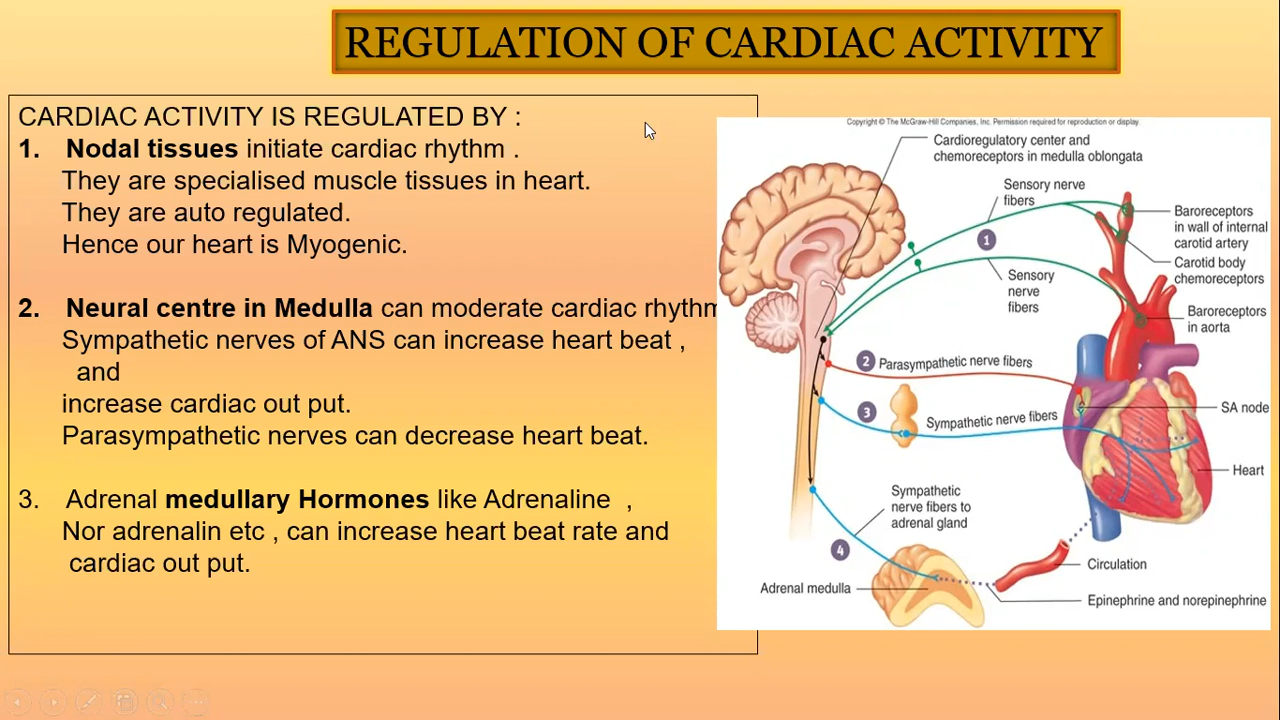 REGULATION OF CARDIAC ACTIVITY
CARDIAC ACTIVITY IS REGULATED BY :
1. Nodal tissues initiate cardiac rhythm .
They are specialised muscle tissues in heart.
They are auto regulated.
Hence our heart is Myogenic.
2. Neural centre in Medulla can moderate cardiac rhythm
Sympathetic nerves of ANS can increase heart beat ,
and
increase cardiac out put.
Parasympathetic nerves can decrease heart beat.
3. Adrenal medullary Hormones like Adrenaline ,
Nor adrenalin etc , can increase heart beat rate and
cardiac out put.
Copyright © The McGraw-Hill Companies, Inc. Permission required for reproduction or display.
Cardioregulatory center and
chemoreceptors in medulla oblongata
Sensory nerve
fibers
1
Baroreceptors
in wall of internal
carotid artery
Carotid body
chemoreceptors
Sensory
nerve
fibers
Baroreceptors
in aorta
2 Parasympathetic nerve fibers
3 Sympathetic nerve fibers
SA node
Heart
Sympathetic
nerve fibers to
adrenal gland
4
Circulation
Adrenal medulla
Epinephrine and norepinephrine